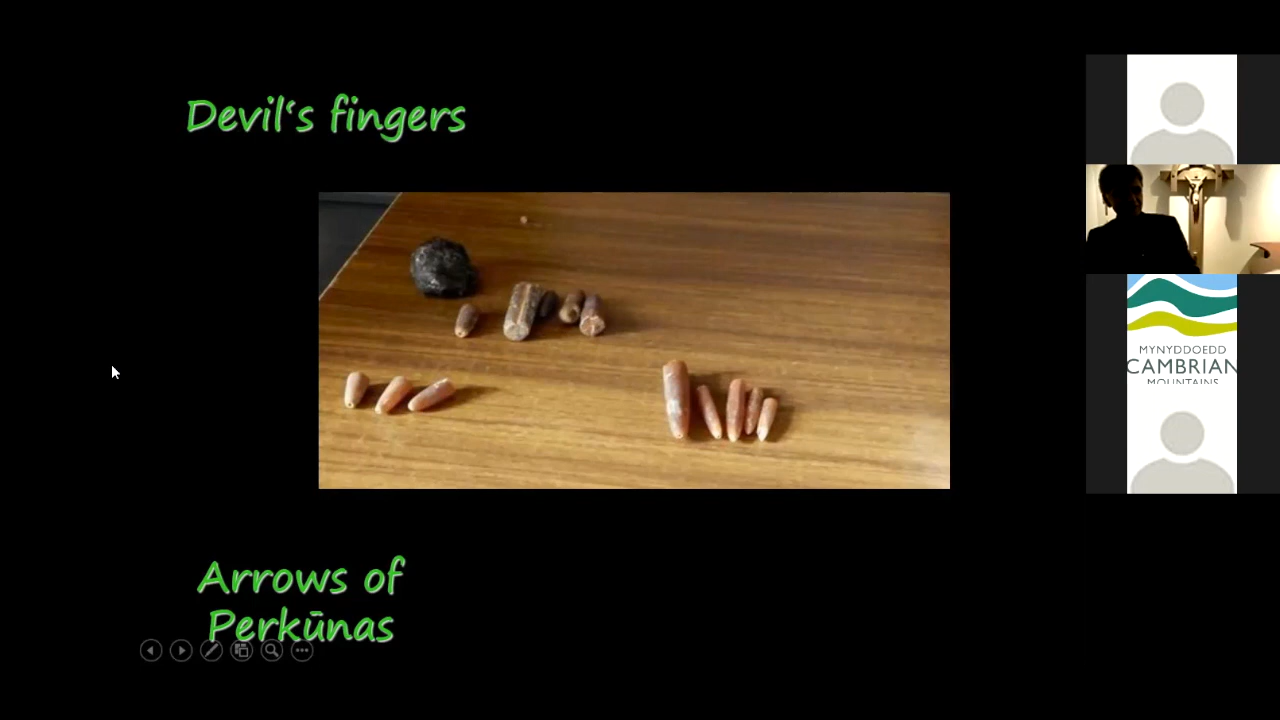 Devil‘s fingers
MYNYDDOEDD
CAMBRIAN
MOUNTAINS
Arrows of
Perkūnas